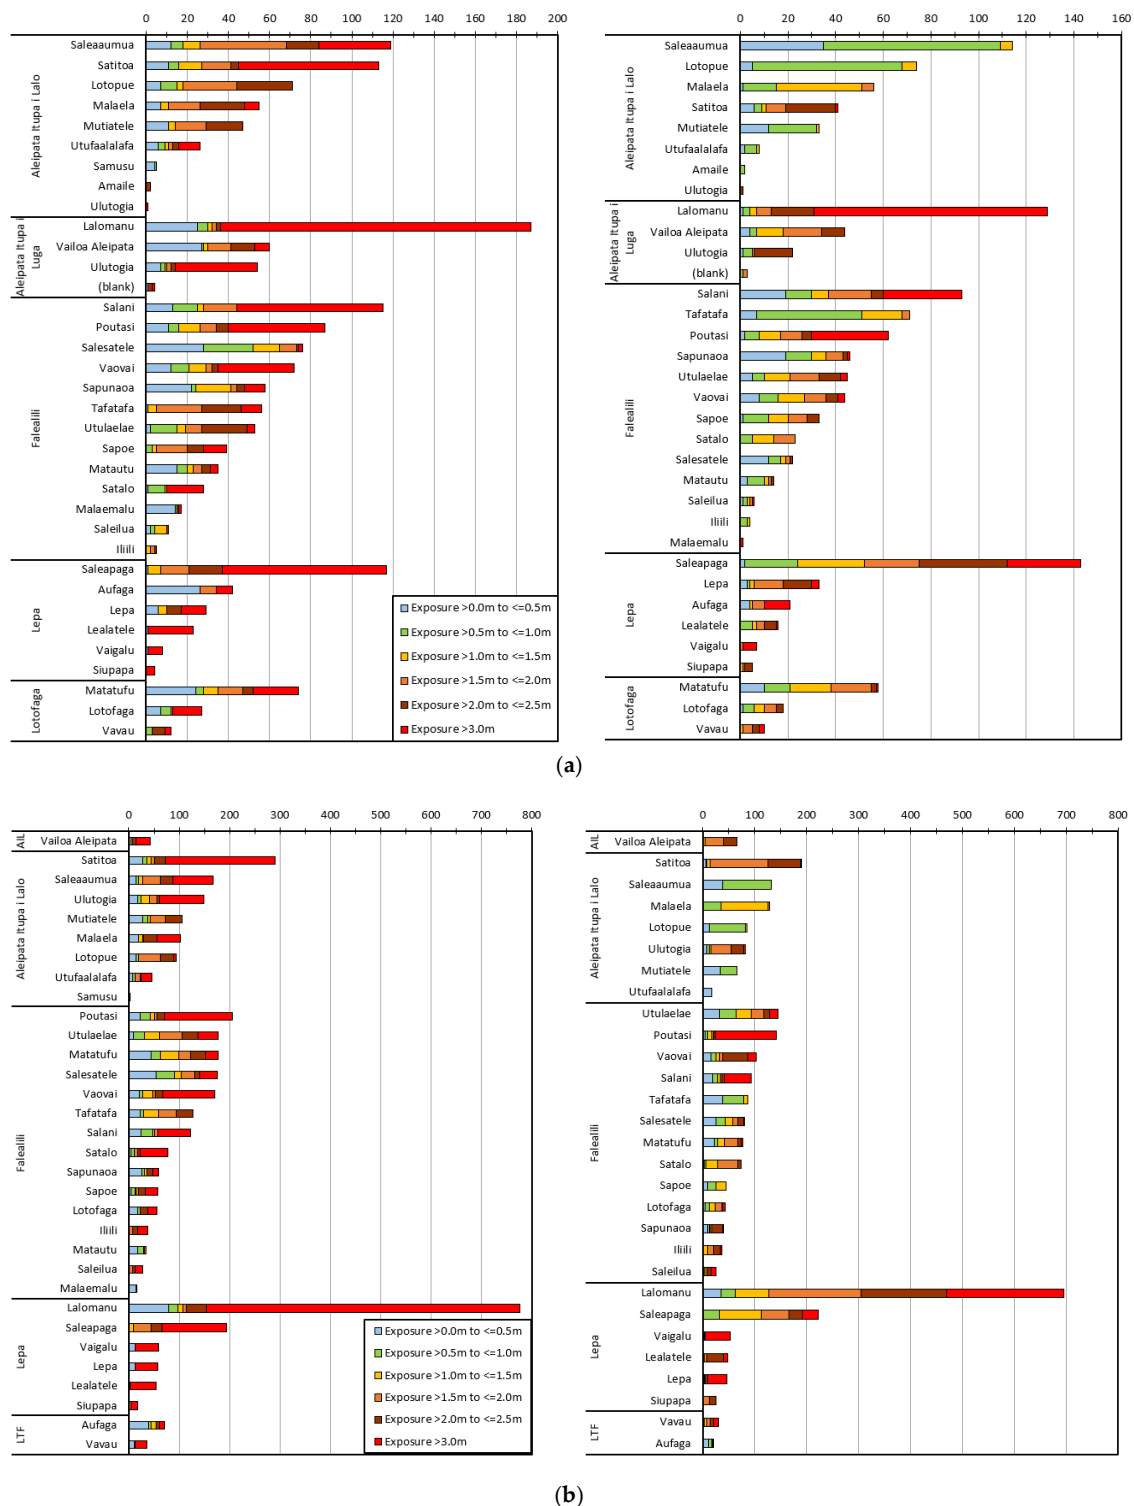 0 20 40 60 80 100 120 140 160 180 200
Aleipata Itupa i Lalo
Saleaaumua
Satitoa
Lotopue
Malaela
Mutiatele
Utufaalalafa
Samusu
Amaile
Ulutogia
Aleipata Itupa i Luga
Lalomanu
Vailoa Aleipata
Ulutogia
(blank)
Falealili
Salani
Poutasi
Salesatele
Vaovai
Sapunaoa
Tafatafa
Utulaelae
Sapoe
Matautu
Satalo
Malaemalu
Saleilua
Iliili
Lepa
Saleapaga
Aufaga
Lepa
Lealatele
Vaigalu
Siupapa
Lotofaga
Matatufu
Lotofaga
Vavau
Exposure >0.0m to <=0.5m
Exposure >0.5m to <=1.0m
Exposure >1.0m to <=1.5m
Exposure >1.5m to <=2.0m
Exposure >2.0m to <=2.5m
Exposure >3.0m
0 20 40 60 80 100 120 140 160
Aleipata Itupa i Lalo
Saleaaumua
Lotopue
Malaela
Satitoa
Mutiatele
Utufaalalafa
Amaile
Ulutogia
Aleipata Itupa i Luga
Lalomanu
Vailoa Aleipata
Ulutogia
(blank)
Falealili
Salani
Tafatafa
Poutasi
Sapunaoa
Utulaelae
Vaovai
Sapoe
Satalo
Salesatele
Matautu
Saleilua
Iliili
Malaemalu
Lepa
Saleapaga
Lepa
Aufaga
Lealatele
Vaigalu
Siupapa
Lotofaga
Matatufu
Lotofaga
Vavau
(a)
0 100 200 300 400 500 600 700 800
AIL
Vailoa Aleipata
Aleipata Itupa i Lalo
Satitoa
Saleaaumua
Ulutogia
Mutiatele
Malaela
Lotopue
Utufaalalafa
Samusu
Falealili
Poutasi
Utulaelae
Matatufu
Salesatele
Vaovai
Tafatafa
Salani
Satalo
Sapunaoa
Sapoe
Lotofaga
Iliili
Matautu
Saleilua
Malaemalu
Lepa
Lalomanu
Saleapaga
Vaigalu
Lepa
Lealatele
Siupapa
LTF
Aufaga
Vavau
Exposure >0.0m to <=0.5m
Exposure >0.5m to <=1.0m
Exposure >1.0m to <=1.5m
Exposure >1.5m to <=2.0m
Exposure >2.0m to <=2.5m
Exposure >3.0m
0 100 200 300 400 500 600 700 800
AIL
Vailoa Aleipata
Aleipata Itupa i Lalo
Satitoa
Saleaaumua
Malaela
Lotopue
Ulutogia
Mutiatele
Utufaalalafa
Falealili
Utulaelae
Poutasi
Vaovai
Salani
Tafatafa
Salesatele
Matatufu
Satalo
Sapoe
Lotofaga
Sapunaoa
Iliili
Saleilua
Lepa
Lalomanu
Saleapaga
Vaigalu
Lealatele
Lepa
Siupapa
LTF
Vavau
Aufaga
(b)